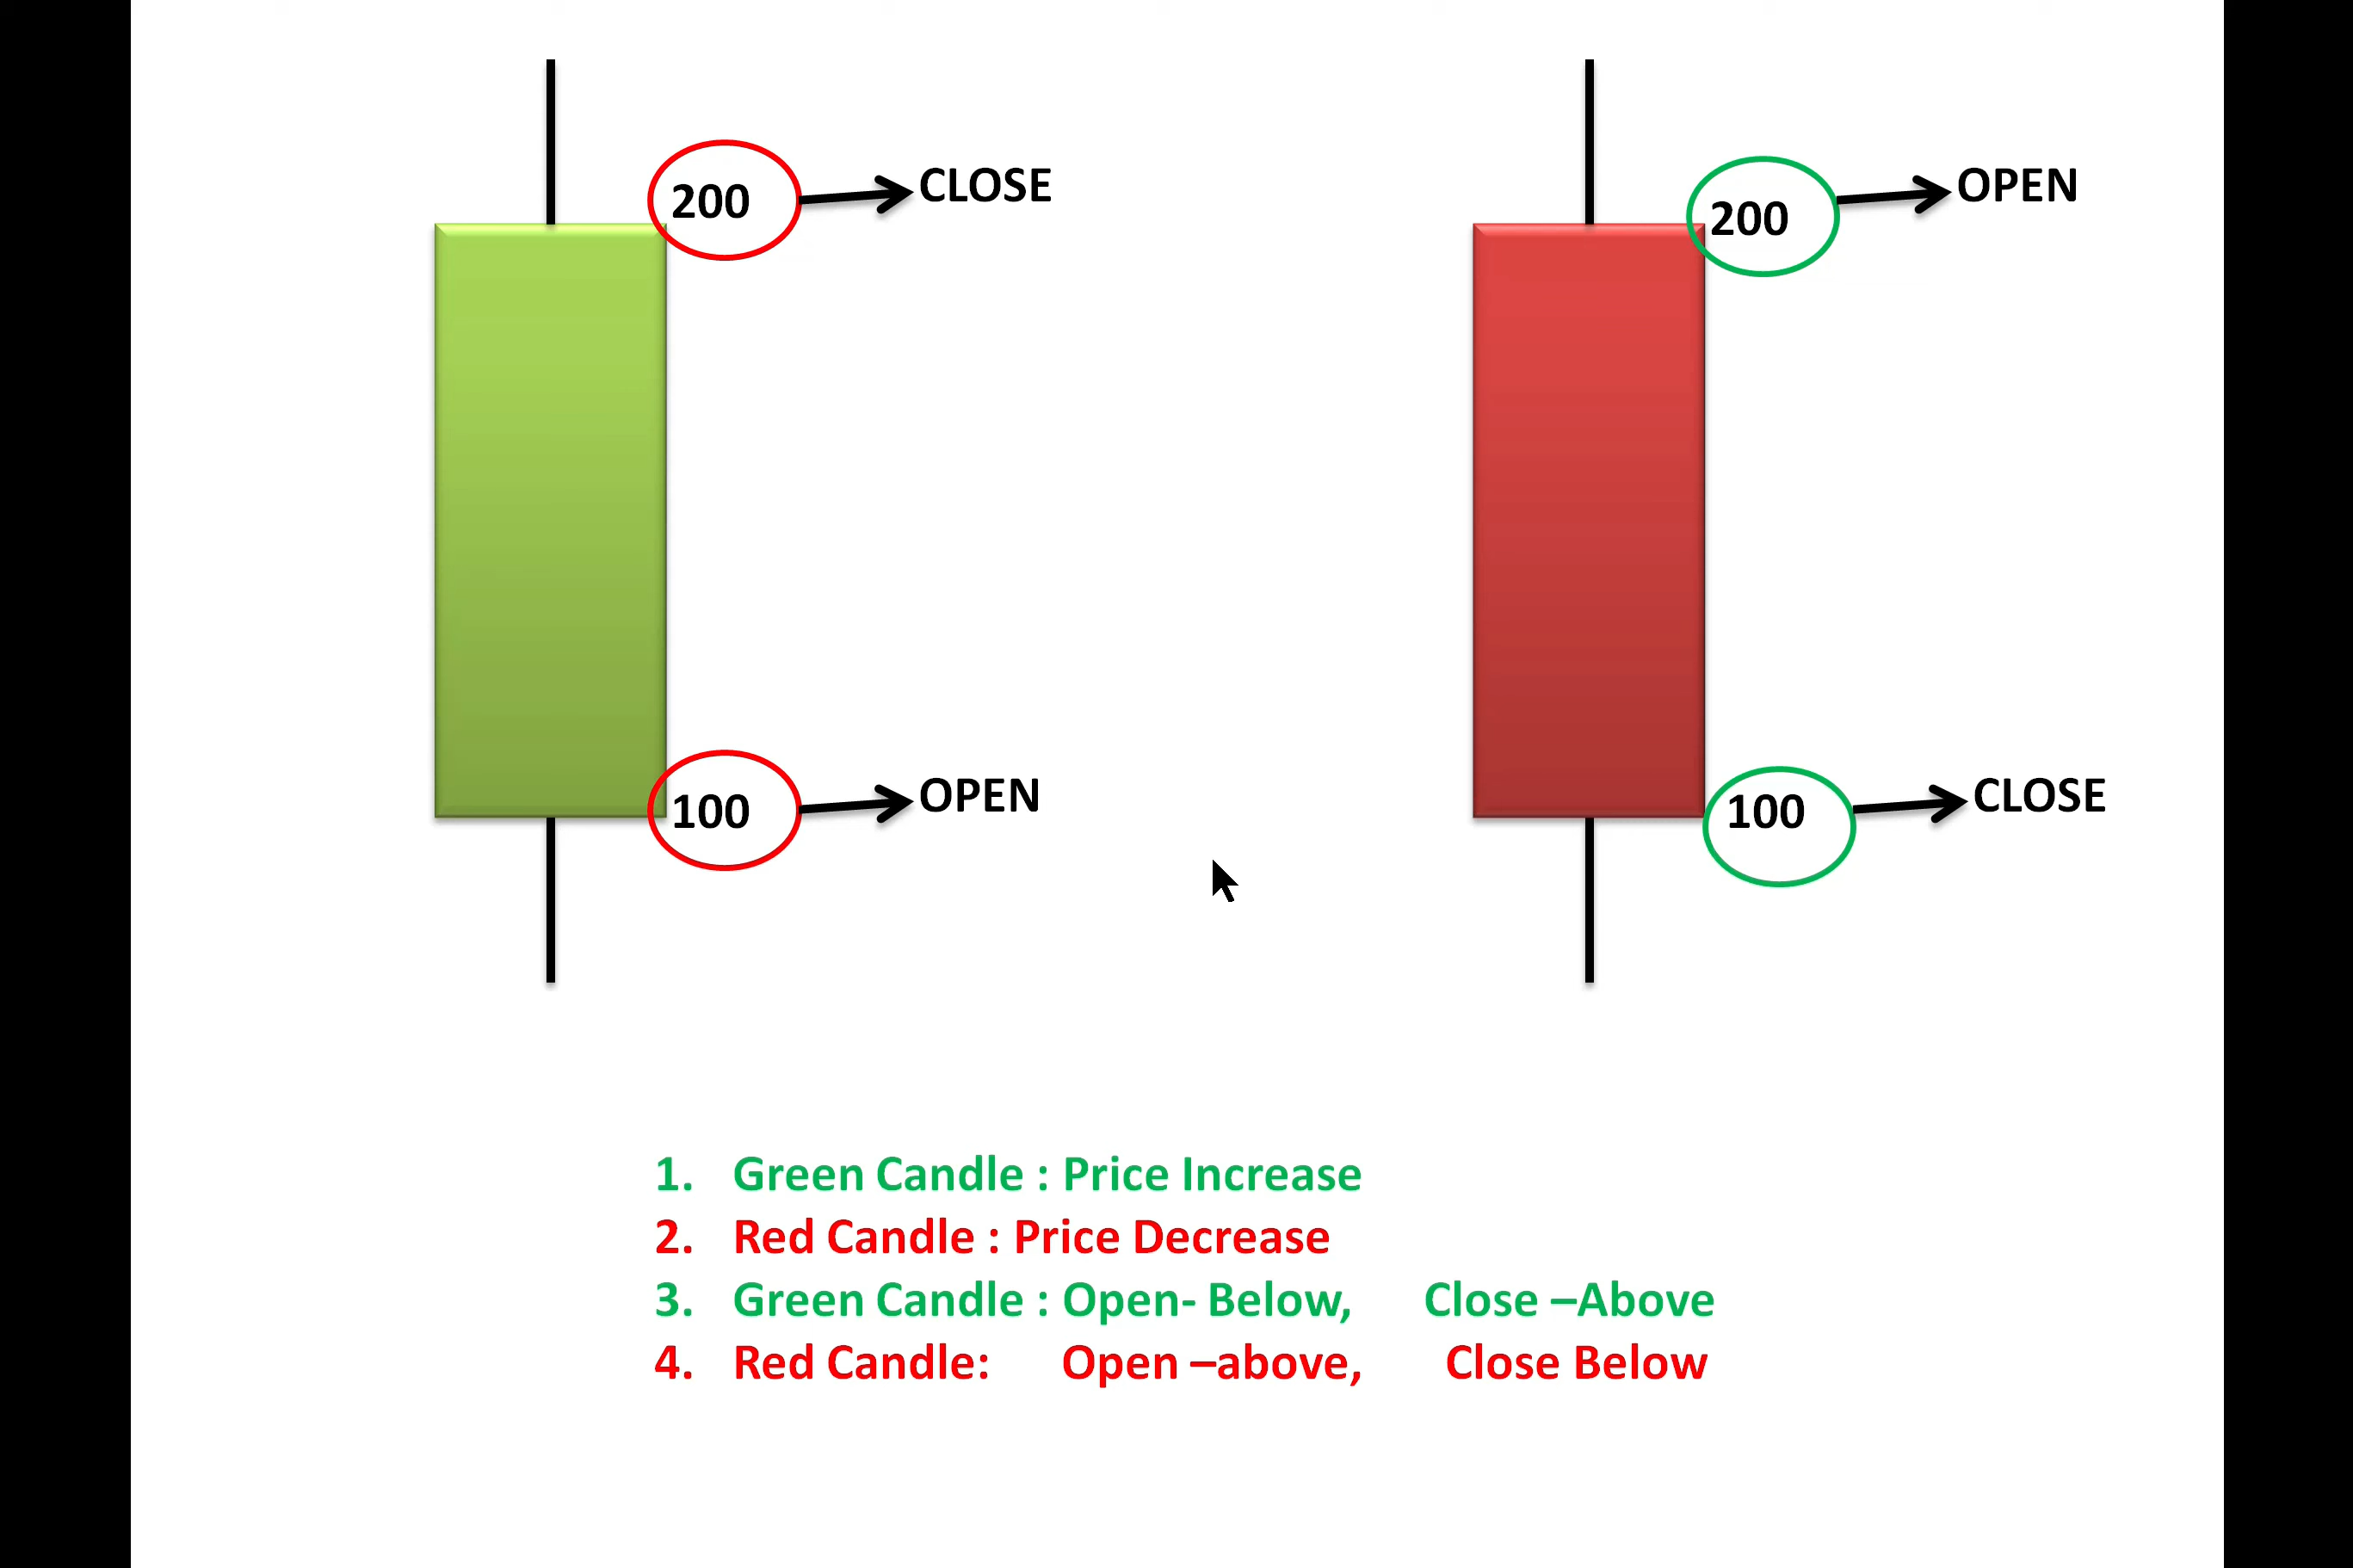 200 CLOSE
200 OPEN
100 OPEN
100 CLOSE
1. Green Candle : Price Increase
2. Red Candle : Price Decrease
3. Green Candle : Open- Below, Close –Above
4. Red Candle: Open –above, Close Below